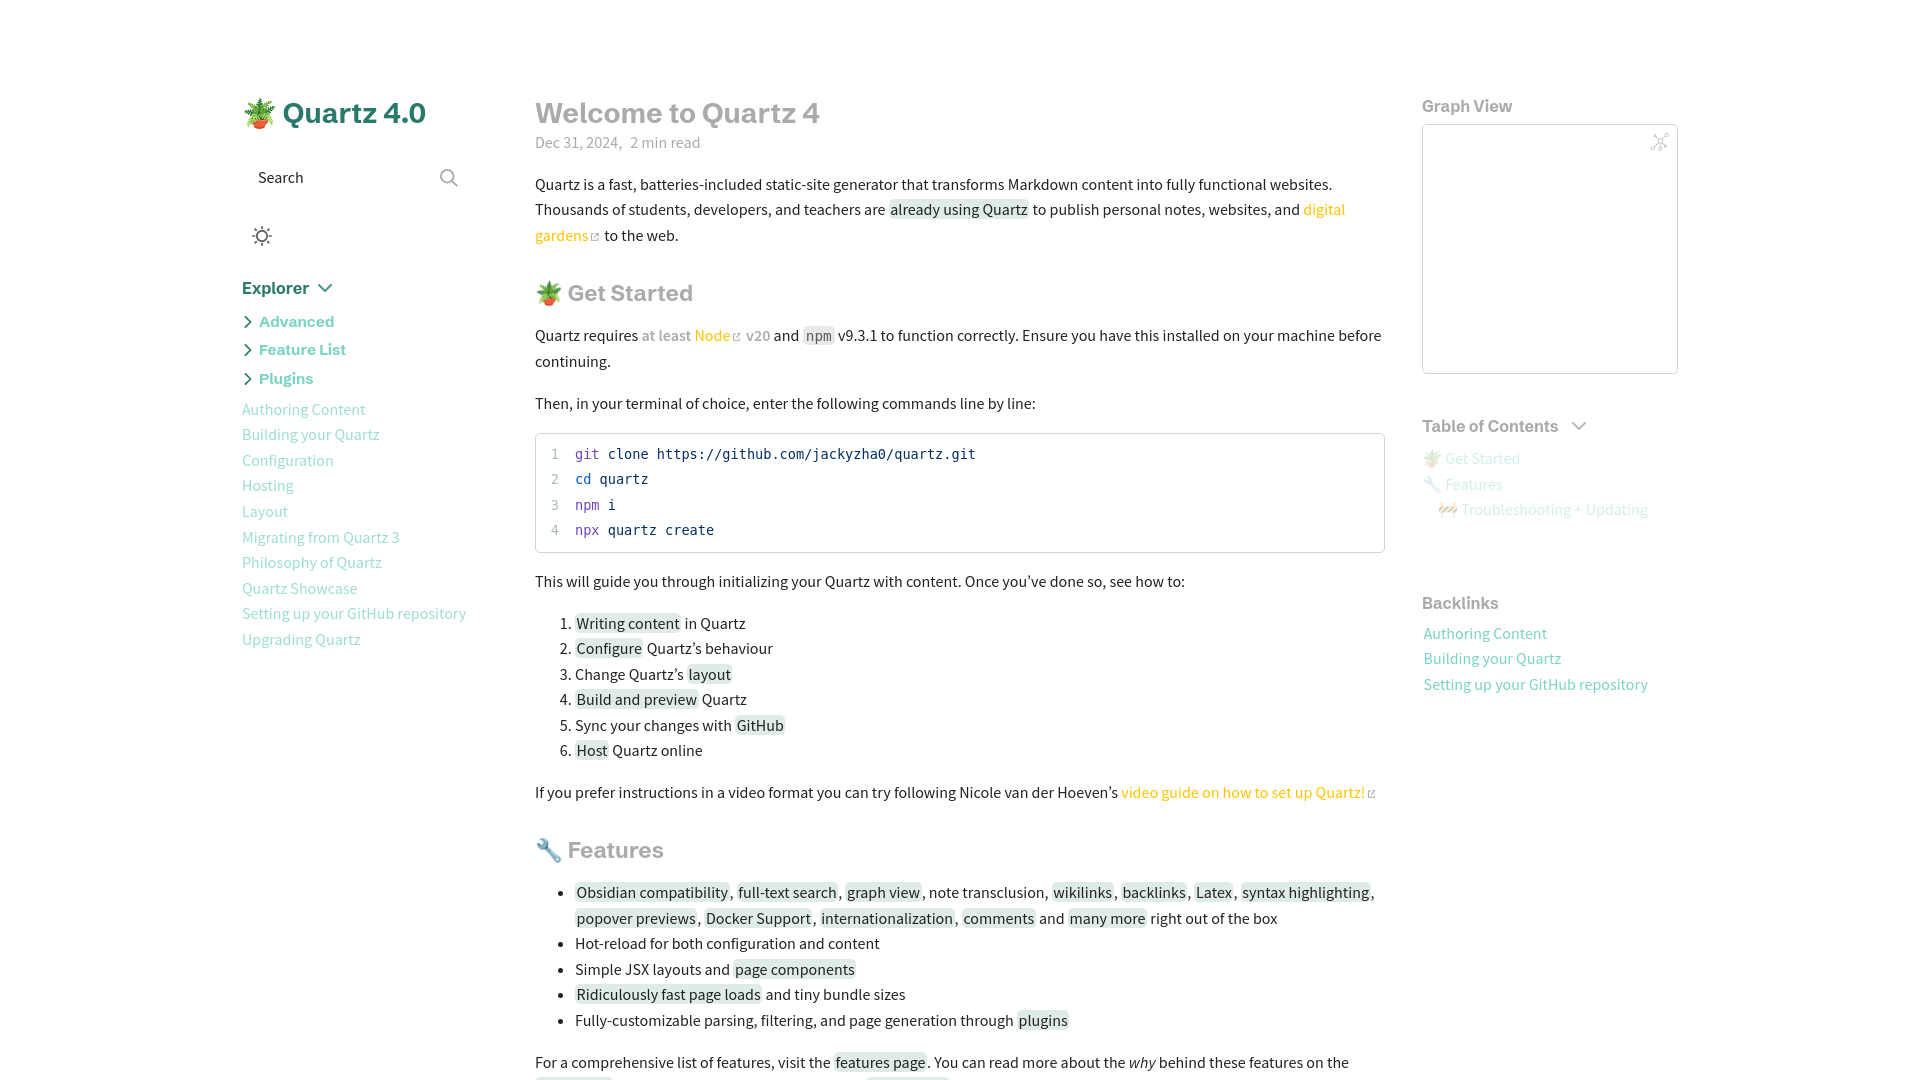 🪴 Quartz 4.0
Search
Explorer
Advanced
Feature List
Plugins
Authoring Content
Building your Quartz
Configuration
Hosting
Layout
Migrating from Quartz 3
Philosophy of Quartz
Quartz Showcase
Setting up your GitHub repository
Upgrading Quartz
Welcome to Quartz 4
Dec 31, 2024, 2 min read
Quartz is a fast, batteries-included static-site generator that transforms Markdown content into fully functional websites.
Thousands of students, developers, and teachers are already using Quartz to publish personal notes, websites, and digital
gardens to the web.
🪴 Get Started
Quartz requires at least Node v20 and npm v9.3.1 to function correctly. Ensure you have this installed on your machine before
continuing.
Then, in your terminal of choice, enter the following commands line by line:
1 git clone https://github.com/jackyzha0/quartz.git
2 cd quartz
3 npm i
4 npx quartz create
This will guide you through initializing your Quartz with content. Once you’ve done so, see how to:
1. Writing content in Quartz
2. Configure Quartz’s behaviour
3. Change Quartz’s layout
4. Build and preview Quartz
5. Sync your changes with GitHub
6. Host Quartz online
If you prefer instructions in a video format you can try following Nicole van der Hoeven’s video guide on how to set up Quartz!
🔧 Features
• Obsidian compatibility, full-text search, graph view, note transclusion, wikilinks, backlinks, Latex, syntax highlighting,
popover previews, Docker Support, internationalization, comments and many more right out of the box
• Hot-reload for both configuration and content
• Simple JSX layouts and page components
• Ridiculously fast page loads and tiny bundle sizes
• Fully-customizable parsing, filtering, and page generation through plugins
For a comprehensive list of features, visit the features page. You can read more about the why behind these features on the
Graph View
Table of Contents
🪴 Get Started
🔧 Features
🚧 Troubleshooting + Updating
Backlinks
Authoring Content
Building your Quartz
Setting up your GitHub repository